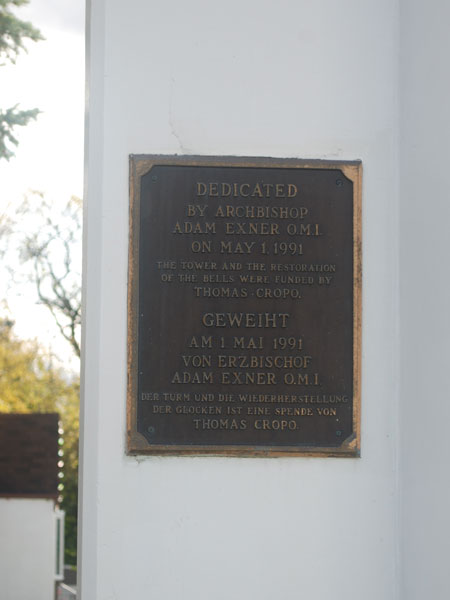 DEDICATED
BY ARCHBISHOP
ADAM EXNER O.M.I.
ON MAY 1, 1991
THE TOWER AND THE RESTORATION
OF THE BELLS WERE FUNDED BY
THOMAS CROPO.
GEWEIHT
AM 1. MAI 1991
VON ERZBISCHOF
ADAM EXNER O.M.I.
DER TURM UND DIE WIEDERHERSTELLUNG
DER GLOCKEN IST EINE SPENDE VON
THOMAS CROPO.